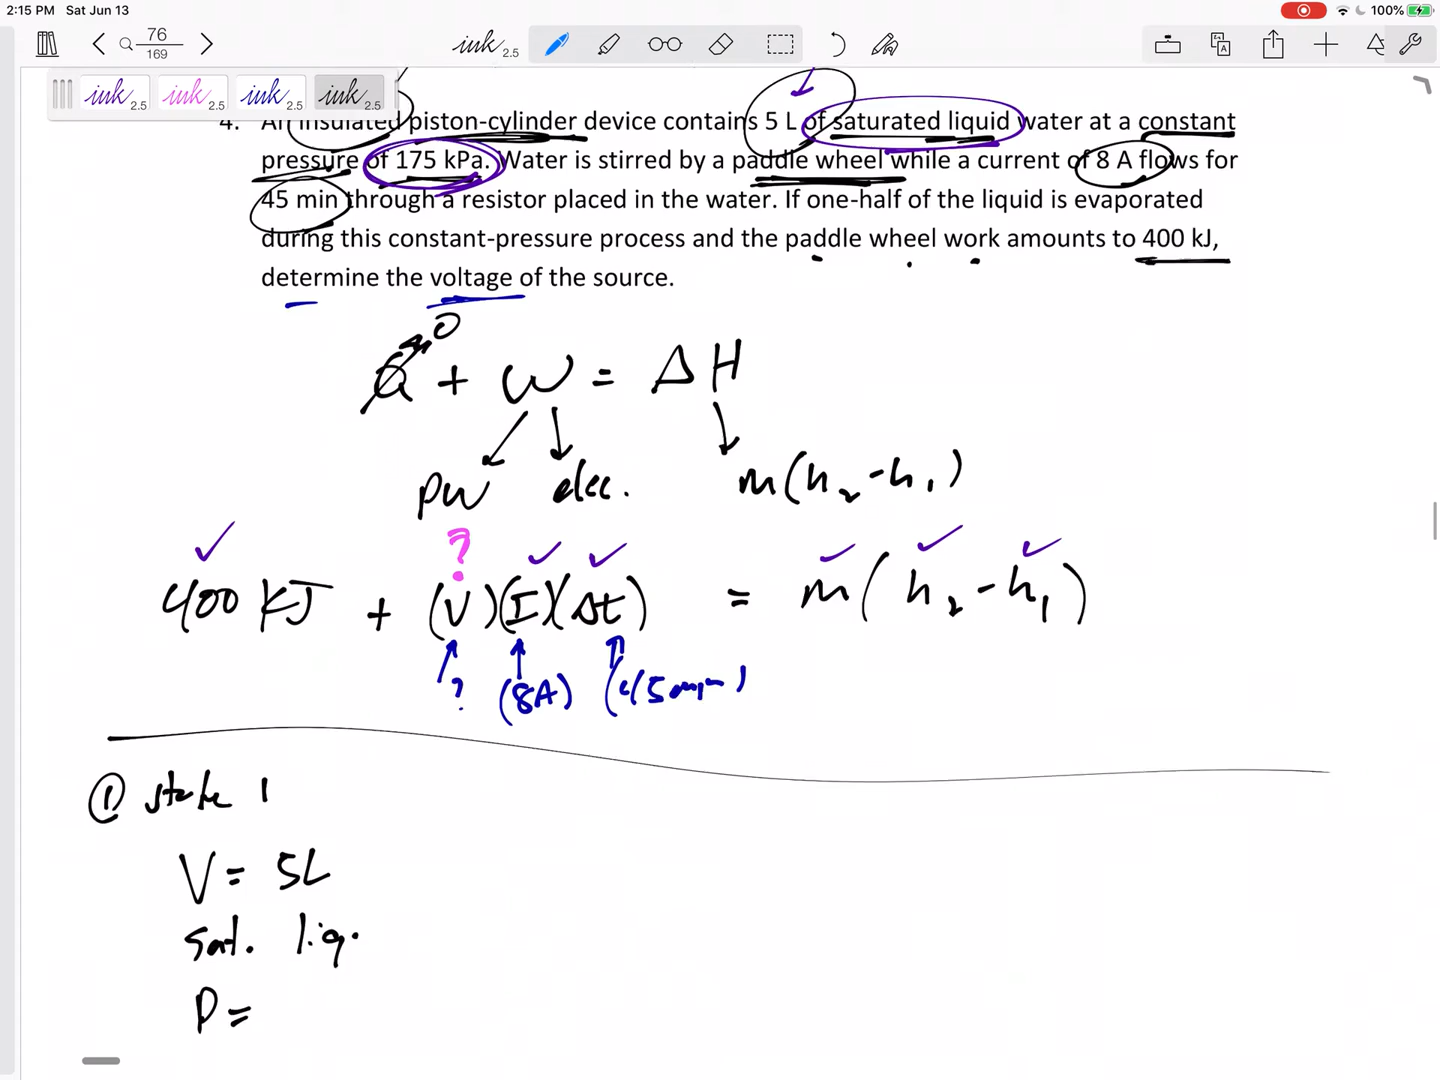 2:15 PM Sat Jun 13
100%
76
169
ink 2.5
ink 2.5 ink 2.5 ink 2.5 ink 2.5
4. An insulated piston-cylinder device contains 5 L of saturated liquid water at a constant
pressure of 175 kPa. Water is stirred by a paddle wheel while a current of 8 A flows for
45 min through a resistor placed in the water. If one-half of the liquid is evaporated
during this constant-pressure process and the paddle wheel work amounts to 400 kJ,
determine the voltage of the source.
0
Q + W = ΔH
PW elec. m(h₂-h₁)
?
400 KJ + (V)(I)(Δt) = m(h₂-h₁)
? (8A) (45 min)
@ state 1
V = 5L
sat. liq.
P =